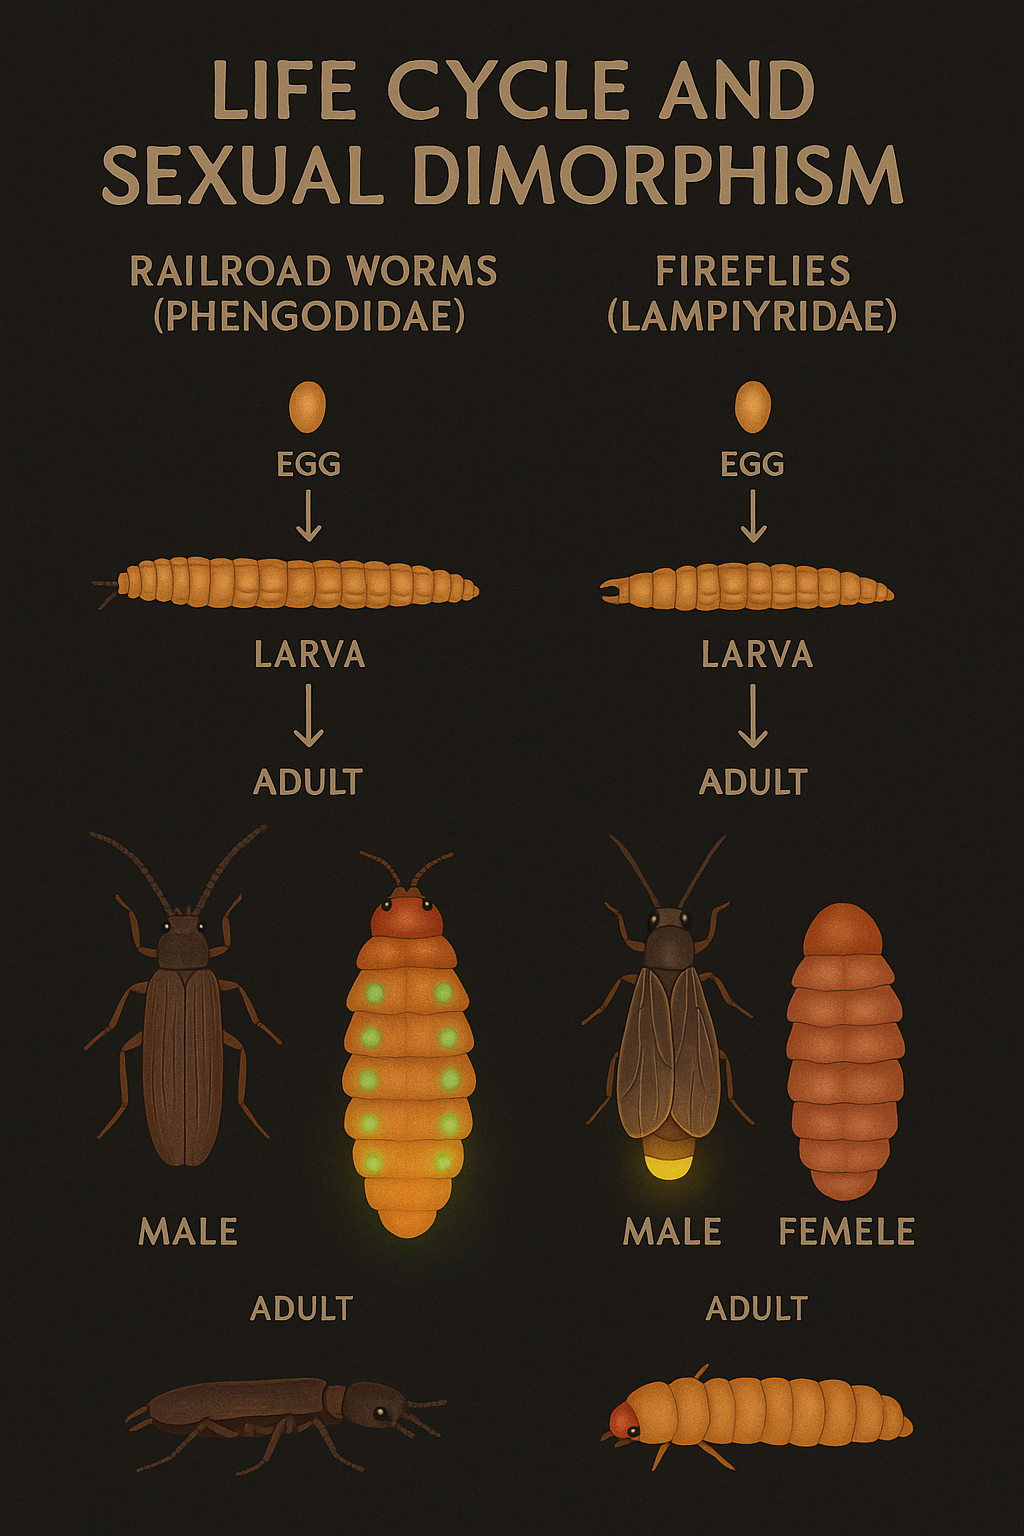 LIFE CYCLE AND
SEXUAL DIMORPHISM
RAILROAD WORMS
(PHENGODIDAE)
EGG
LARVA
ADULT
MALE
ADULT
FIREFLIES
(LAMPIYRIDAE)
EGG
LARVA
ADULT
MALE
FEMELE
ADULT